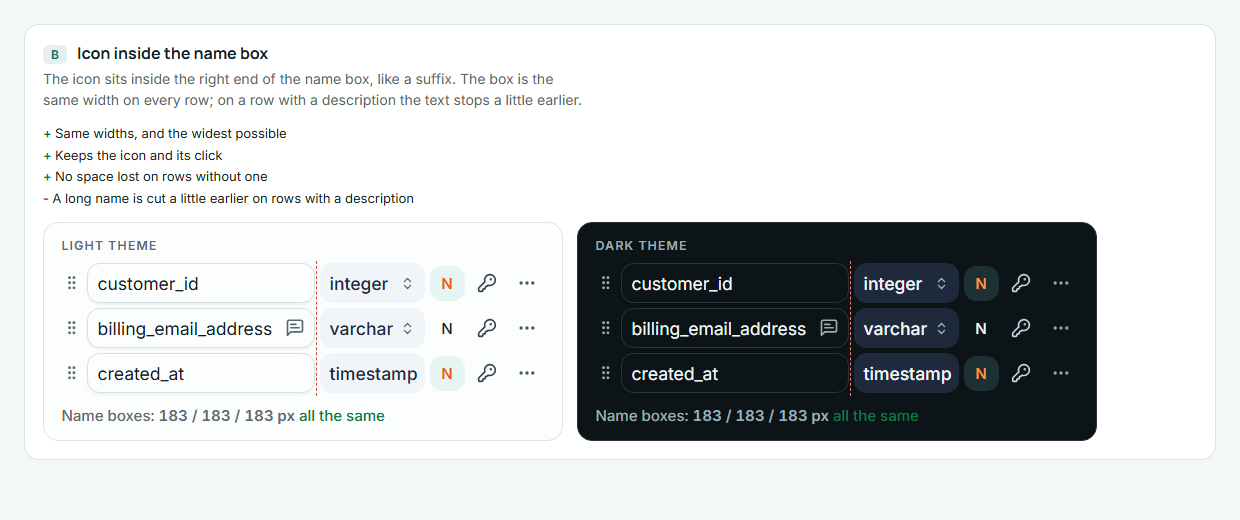 B Icon inside the name box
The icon sits inside the right end of the name box, like a suffix. The box is the
same width on every row; on a row with a description the text stops a little earlier.
+ Same widths, and the widest possible
+ Keeps the icon and its click
+ No space lost on rows without one
- A long name is cut a little earlier on rows with a description
LIGHT THEME
customer_id integer N
billing_email_address varchar N
created_at timestamp N
Name boxes: 183 / 183 / 183 px all the same
DARK THEME
customer_id integer N
billing_email_address varchar N
created_at timestamp N
Name boxes: 183 / 183 / 183 px all the same